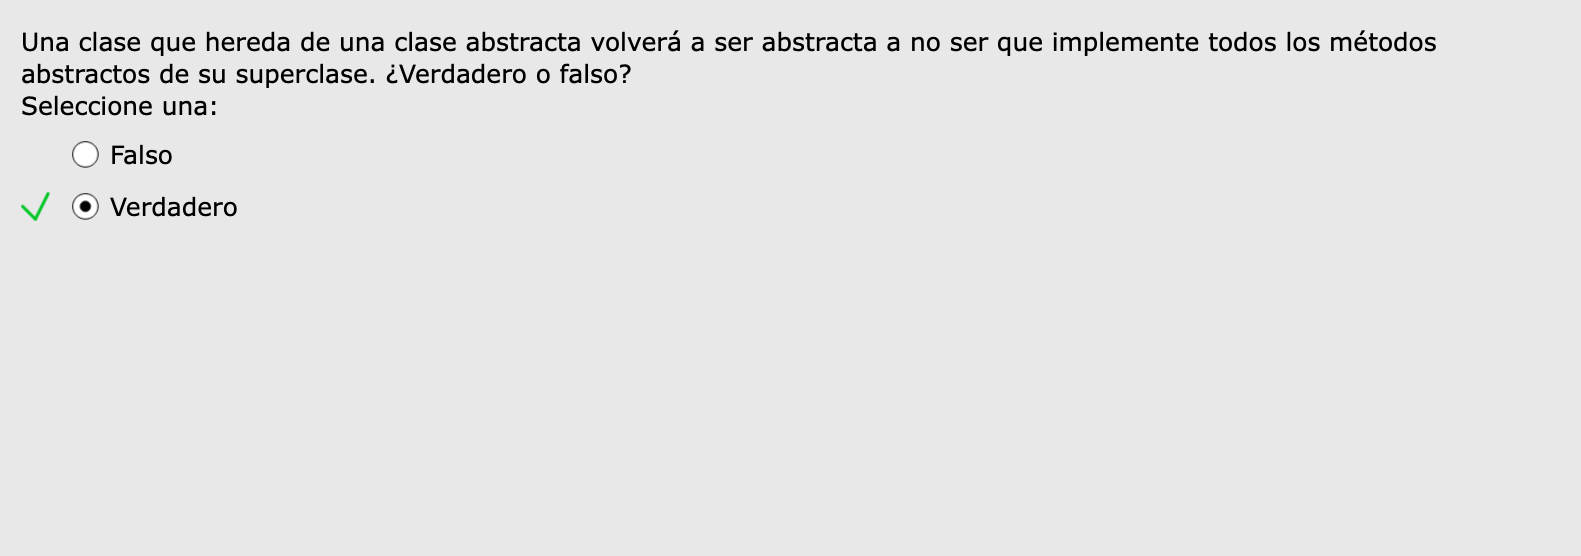 Una clase que hereda de una clase abstracta volverá a ser abstracta a no ser que implemente todos los métodos
abstractos de su superclase. ¿Verdadero o falso?
Seleccione una:
Falso
Verdadero